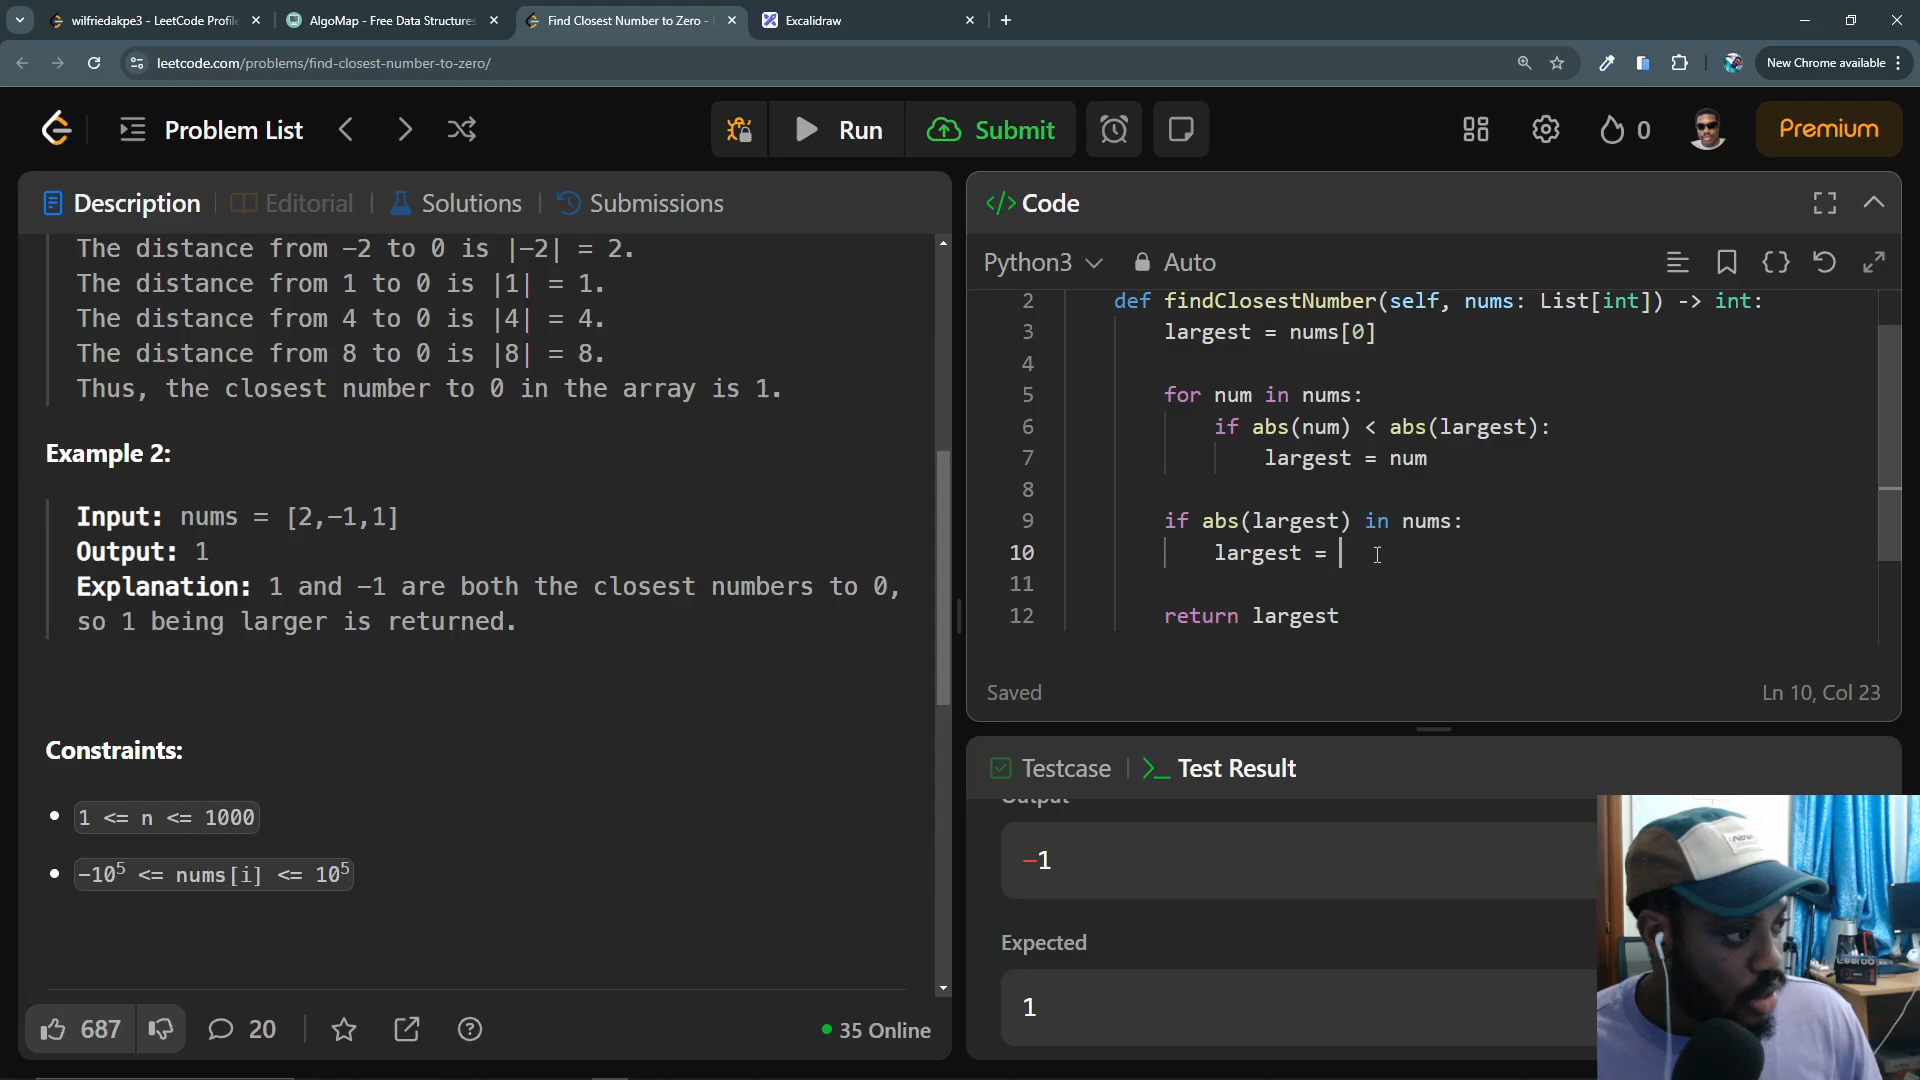 wilfriedakpe3 - LeetCode Profile
AlgoMap - Free Data Structures
Find Closest Number to Zero -
Excalidraw
leetcode.com/problems/find-closest-number-to-zero/
New Chrome available
Problem List
Run
Submit
0
Premium
Description
Editorial
Solutions
Submissions
The distance from −2 to 0 is |−2| = 2.
The distance from 1 to 0 is |1| = 1.
The distance from 4 to 0 is |4| = 4.
The distance from 8 to 0 is |8| = 8.
Thus, the closest number to 0 in the array is 1.
Example 2:
Input: nums = [2,−1,1]
Output: 1
Explanation: 1 and −1 are both the closest numbers to 0,
so 1 being larger is returned.
Constraints:
1 <= n <= 1000
−10⁵ <= nums[i] <= 10⁵
687
20
35 Online
</> Code
Python3
Auto
2 def findClosestNumber(self, nums: List[int]) -> int:
3 largest = nums[0]
4
5 for num in nums:
6 if abs(num) < abs(largest):
7 largest = num
8
9 if abs(largest) in nums:
10 largest =
11
12 return largest
Saved
Ln 10, Col 23
Testcase
Test Result
Output
−1
Expected
1